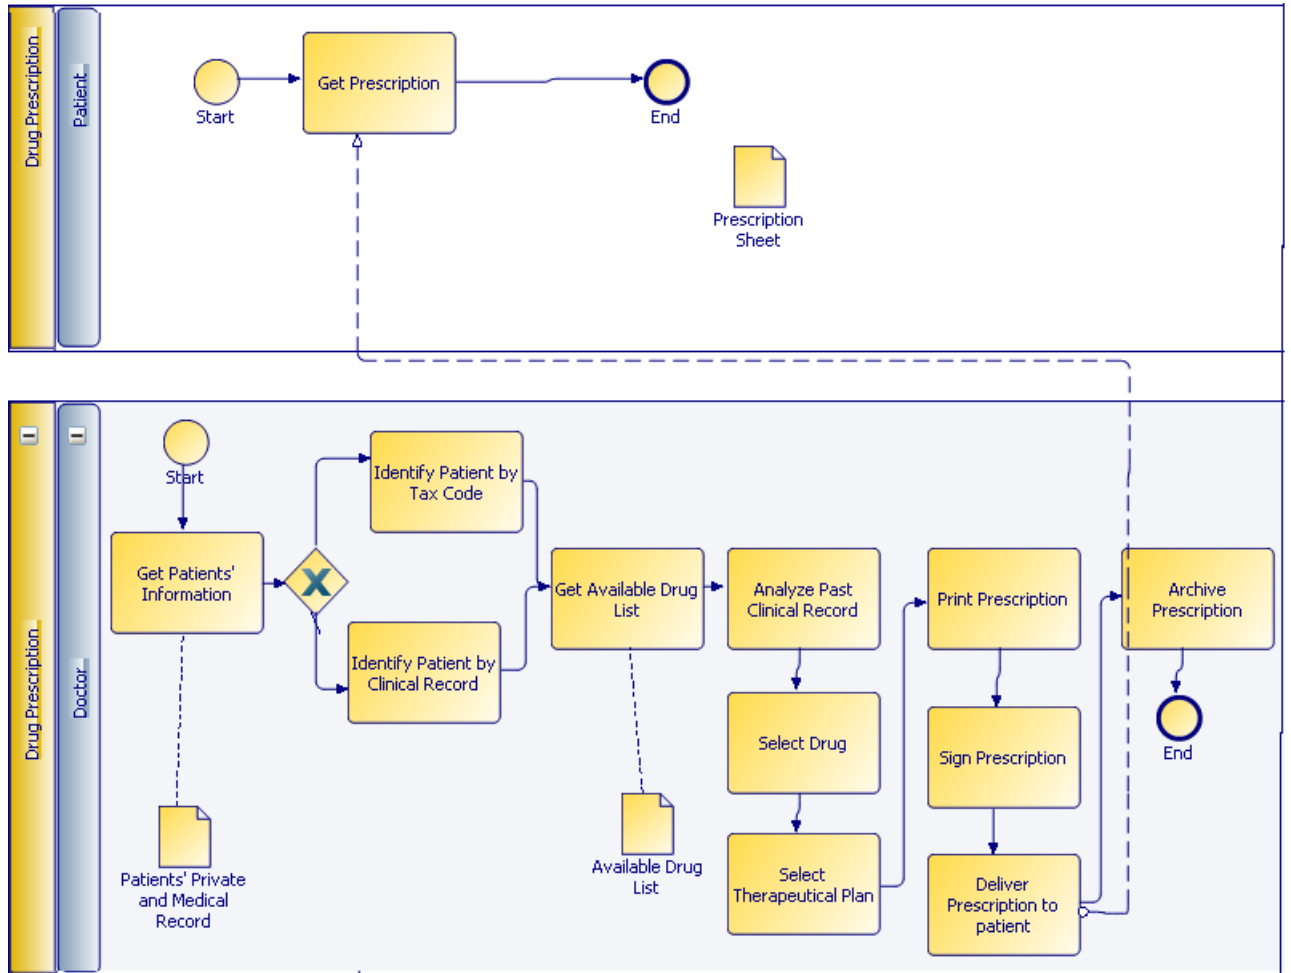 Drug Prescription
Patient
Start
Get Prescription
End
Prescription
Sheet
Drug Prescription
Doctor
Start
Get Patients'
Information
Patients' Private
and Medical
Record
Identify Patient by
Tax Code
Identify Patient by
Clinical Record
Get Available Drug
List
Available Drug
List
Analyze Past
Clinical Record
Select Drug
Select
Therapeutical Plan
Print Prescription
Sign Prescription
Deliver
Prescription to
patient
Archive
Prescription
End